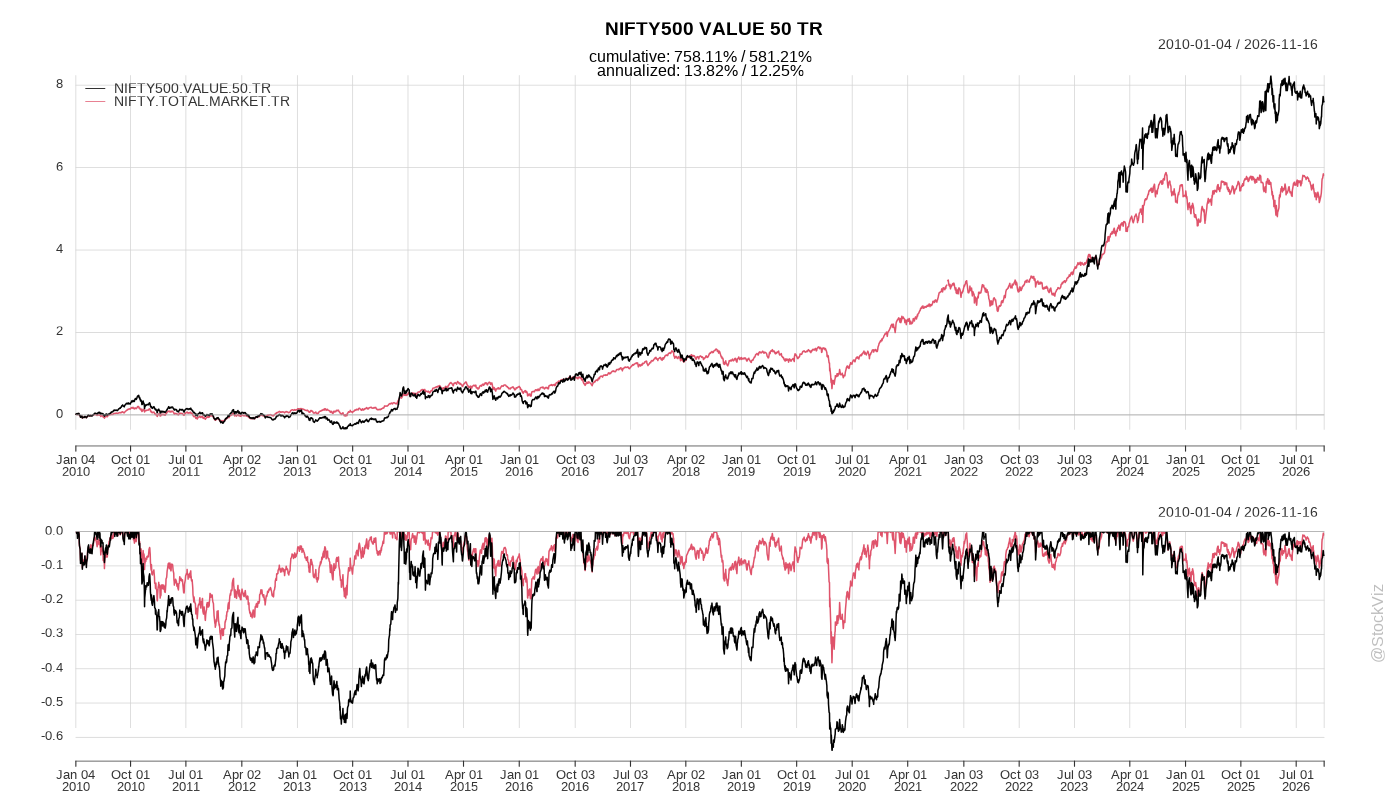 NIFTY500 VALUE 50 TR
cumulative: 758.11% / 581.21%
annualized: 13.82% / 12.25%
2010-01-04 / 2026-11-16
NIFTY500.VALUE.50.TR
NIFTY.TOTAL.MARKET.TR
8
6
4
2
0
Jan 04 Oct 01 Jul 01 Apr 02 Jan 01 Oct 01 Jul 01 Apr 01 Jan 01 Oct 03 Jul 03 Apr 02 Jan 01 Oct 01 Jul 01 Apr 01 Jan 03 Oct 03 Jul 03 Apr 01 Jan 01 Oct 01 Jul 01
2010 2010 2011 2012 2013 2013 2014 2015 2016 2016 2017 2018 2019 2019 2020 2021 2022 2022 2023 2024 2025 2025 2026
2010-01-04 / 2026-11-16
0.0
-0.1
-0.2
-0.3
-0.4
-0.5
-0.6
Jan 04 Oct 01 Jul 01 Apr 02 Jan 01 Oct 01 Jul 01 Apr 01 Jan 01 Oct 03 Jul 03 Apr 02 Jan 01 Oct 01 Jul 01 Apr 01 Jan 03 Oct 03 Jul 03 Apr 01 Jan 01 Oct 01 Jul 01
2010 2010 2011 2012 2013 2013 2014 2015 2016 2016 2017 2018 2019 2019 2020 2021 2022 2022 2023 2024 2025 2025 2026
@StockViz